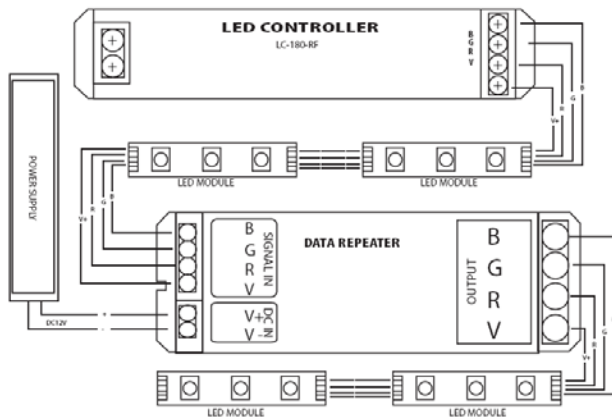 LED CONTROLLER
LC-180-RF
B
G
R
V
V+
R
G
B
POWER SUPPLY
LED MODULE
LED MODULE
V+
R
G
B
DATA REPEATER
B
G
R
V
SIGNAL IN
V+
V-
DC IN
OUTPUT
B
G
R
V
DC12V
+
-
V+
R
G
LED MODULE
LED MODULE